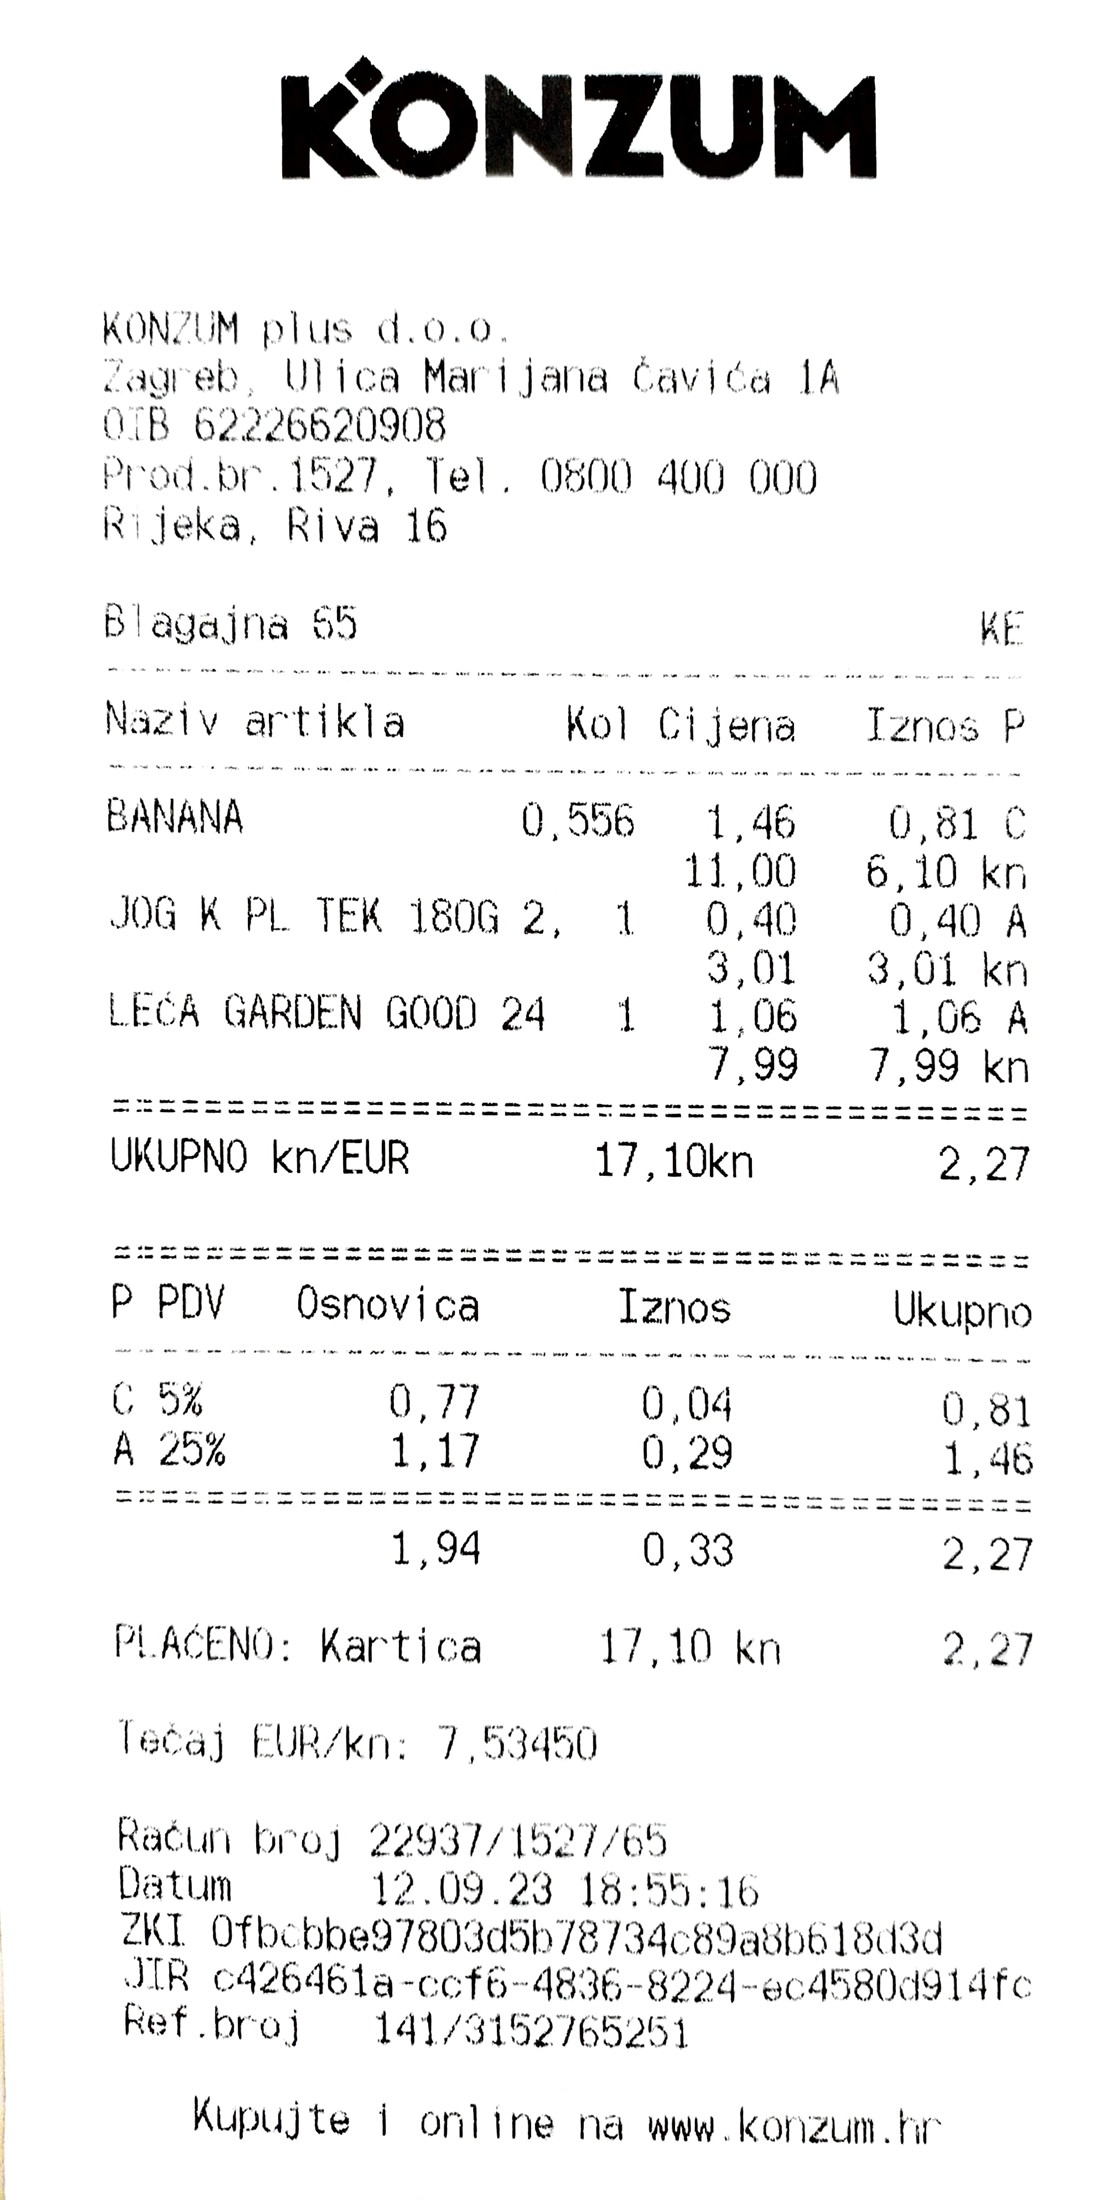 KONZUM
KONZUM plus d.o.o.
Zagreb, Ulica Marijana Čavića 1A
OIB 62226620908
Prod.br.1527, Tel. 0800 400 000
Rijeka, Riva 16
Blagajna 65 KE
Naziv artikla Kol Cijena Iznos P
BANANA 0,556 1,46 0,81 C
11,00 6,10 kn
JOG K PL TEK 180G 2, 1 0,40 0,40 A
3,01 3,01 kn
LEĆA GARDEN GOOD 24 1 1,06 1,06 A
7,99 7,99 kn
========================================
UKUPNO kn/EUR 17,10kn 2,27
========================================
P PDV Osnovica Iznos Ukupno
C 5% 0,77 0,04 0,81
A 25% 1,17 0,29 1,46
========================================
1,94 0,33 2,27
PLAĆENO: Kartica 17,10 kn 2,27
Tečaj EUR/kn: 7,53450
Račun broj 22937/1527/65
Datum 12.09.23 18:55:16
ZKI 0fbcbbe97803d5b78734c89a8b618d3d
JIR c426461a-ccf6-4836-8224-ec4580d914fc
Ref.broj 141/3152765251
Kupujte i online na www.konzum.hr